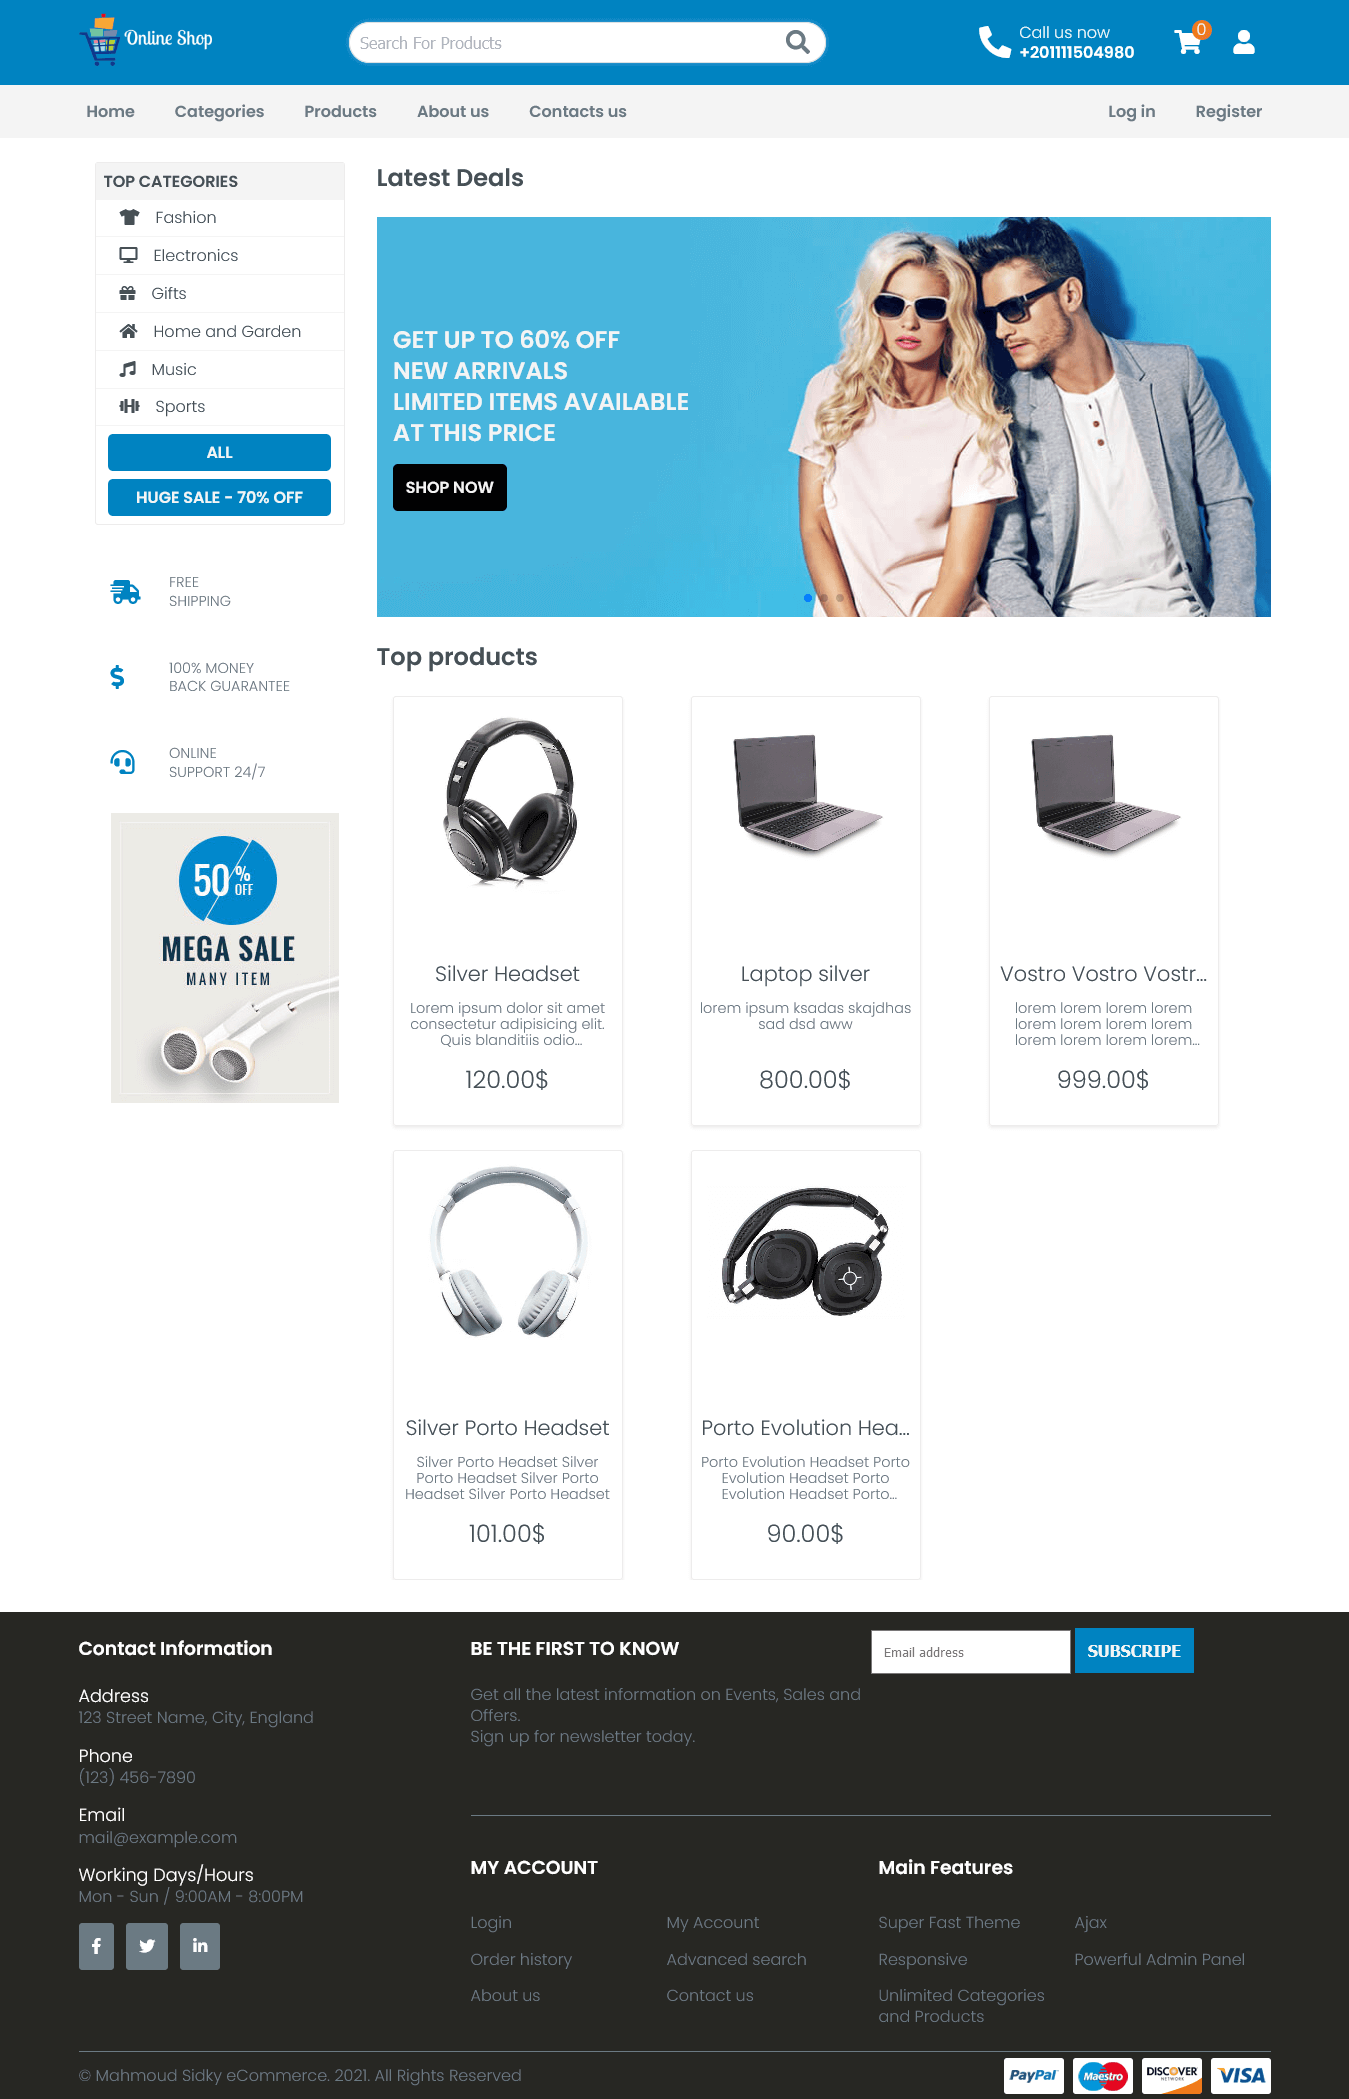 Online Shop
Search For Products
Call us now
+201111504980
0
Home
Categories
Products
About us
Contacts us
Log in
Register
TOP CATEGORIES
Fashion
Electronics
Gifts
Home and Garden
Music
Sports
ALL
HUGE SALE - 70% OFF
FREE
SHIPPING
100% MONEY
BACK GUARANTEE
ONLINE
SUPPORT 24/7
50%
OFF
MEGA SALE
MANY ITEM
Latest Deals
GET UP TO 60% OFF
NEW ARRIVALS
LIMITED ITEMS AVAILABLE
AT THIS PRICE
SHOP NOW
Top products
Silver Headset
Lorem ipsum dolor sit amet
consectetur adipisicing elit.
Quis blanditiis odio...
120.00$
Laptop silver
lorem ipsum ksadas skajdhas
sad dsd aww
800.00$
Vostro Vostro Vostr...
lorem lorem lorem lorem
lorem lorem lorem lorem
lorem lorem lorem lorem...
999.00$
Silver Porto Headset
Silver Porto Headset Silver
Porto Headset Silver Porto
Headset Silver Porto Headset
101.00$
Porto Evolution Hea...
Porto Evolution Headset Porto
Evolution Headset Porto
Evolution Headset Porto...
90.00$
Contact Information
Address
123 Street Name, City, England
Phone
(123) 456-7890
Email
mail@example.com
Working Days/Hours
Mon - Sun / 9:00AM - 8:00PM
BE THE FIRST TO KNOW
Get all the latest information on Events, Sales and
Offers.
Sign up for newsletter today.
Email address
SUBSCRIPE
MY ACCOUNT
Login
My Account
Order history
Advanced search
About us
Contact us
Main Features
Super Fast Theme
Ajax
Responsive
Powerful Admin Panel
Unlimited Categories
and Products
© Mahmoud Sidky eCommerce. 2021. All Rights Reserved
PayPal
Maestro
DISCOVER
NETWORK
VISA